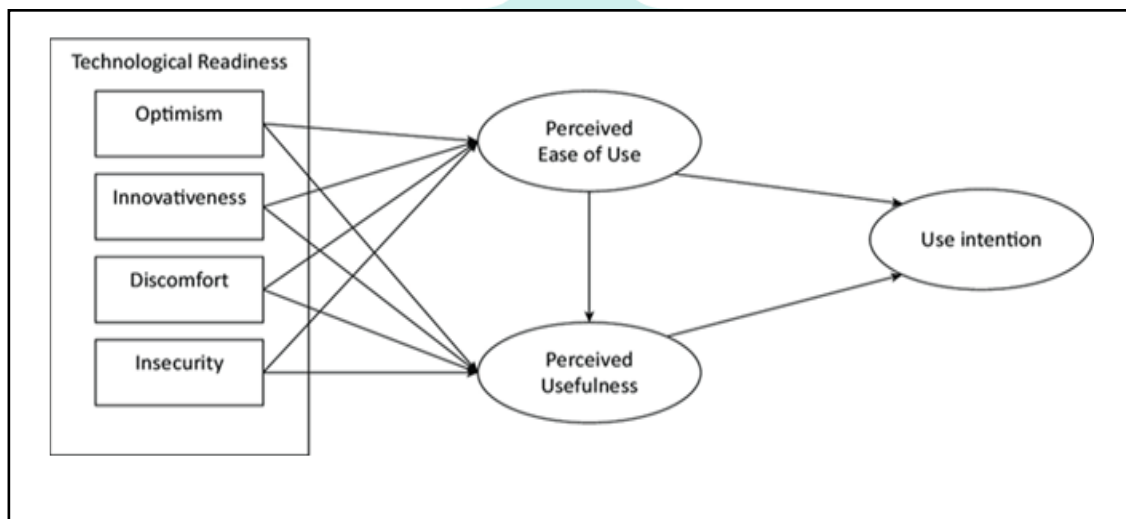 Technological Readiness
Optimism
Innovativeness
Discomfort
Insecurity
Perceived
Ease of Use
Perceived
Usefulness
Use intention